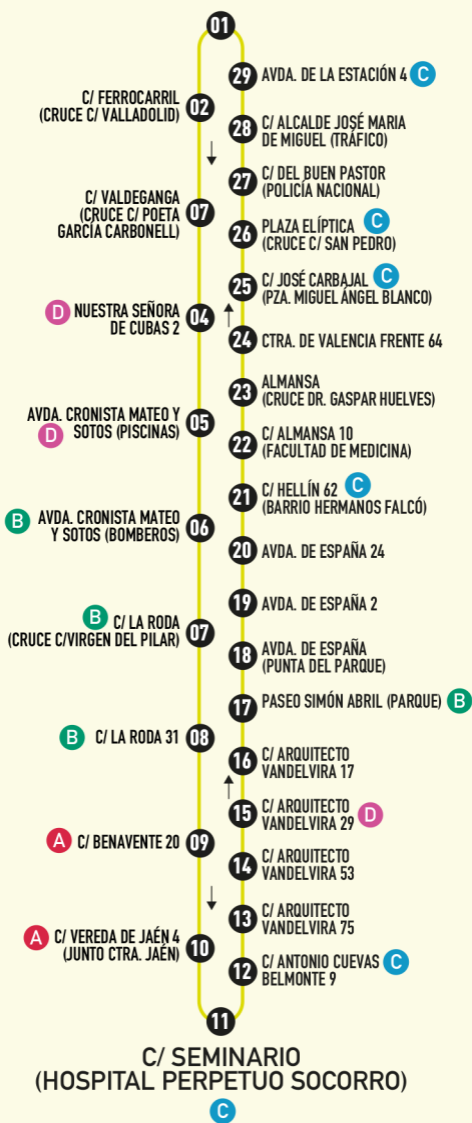 01
02 C/ FERROCARRIL
(CRUCE C/ VALLADOLID)
07 C/ VALDEGANGA
(CRUCE C/ POETA
GARCÍA CARBONELL)
D NUESTRA SEÑORA
DE CUBAS 2 04
AVDA. CRONISTA MATEO Y
D SOTOS (PISCINAS) 05
B AVDA. CRONISTA MATEO
Y SOTOS (BOMBEROS) 06
B C/ LA RODA
(CRUCE C/VIRGEN DEL PILAR) 07
B C/ LA RODA 31 08
A C/ BENAVENTE 20 09
A C/ VEREDA DE JAÉN 4
(JUNTO CTRA. JAÉN) 10
29 AVDA. DE LA ESTACIÓN 4 C
28 C/ ALCALDE JOSÉ MARIA
DE MIGUEL (TRÁFICO)
27 C/ DEL BUEN PASTOR
(POLICÍA NACIONAL)
26 PLAZA ELÍPTICA C
(CRUCE C/ SAN PEDRO)
25 C/ JOSÉ CARBAJAL C
(PZA. MIGUEL ÁNGEL BLANCO)
24 CTRA. DE VALENCIA FRENTE 64
23 ALMANSA
(CRUCE DR. GASPAR HUELVES)
22 C/ ALMANSA 10
(FACULTAD DE MEDICINA)
21 C/ HELLÍN 62 C
(BARRIO HERMANOS FALCÓ)
20 AVDA. DE ESPAÑA 24
19 AVDA. DE ESPAÑA 2
18 AVDA. DE ESPAÑA
(PUNTA DEL PARQUE)
17 PASEO SIMÓN ABRIL (PARQUE) B
16 C/ ARQUITECTO
VANDELVIRA 17
15 C/ ARQUITECTO
VANDELVIRA 29 D
14 C/ ARQUITECTO
VANDELVIRA 53
13 C/ ARQUITECTO
VANDELVIRA 75
12 C/ ANTONIO CUEVAS C
BELMONTE 9
11
C/ SEMINARIO
(HOSPITAL PERPETUO SOCORRO)
C